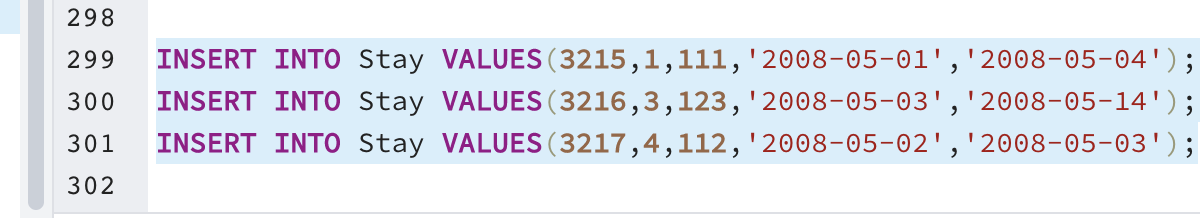 298
299 INSERT INTO Stay VALUES(3215,1,111,'2008-05-01','2008-05-04');
300 INSERT INTO Stay VALUES(3216,3,123,'2008-05-03','2008-05-14');
301 INSERT INTO Stay VALUES(3217,4,112,'2008-05-02','2008-05-03');
302